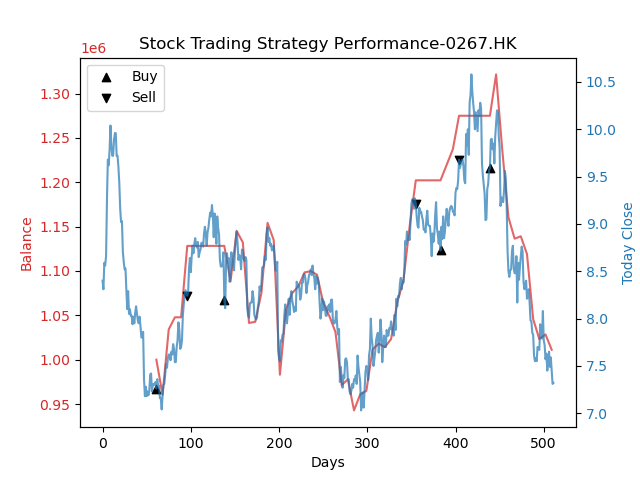 Stock Trading Strategy Performance-0267.HK
1e6
Buy
Sell
1.30
1.25
1.20
1.15
1.10
1.05
1.00
0.95
Balance
10.5
10.0
9.5
9.0
8.5
8.0
7.5
7.0
Today Close
0 100 200 300 400 500
Days